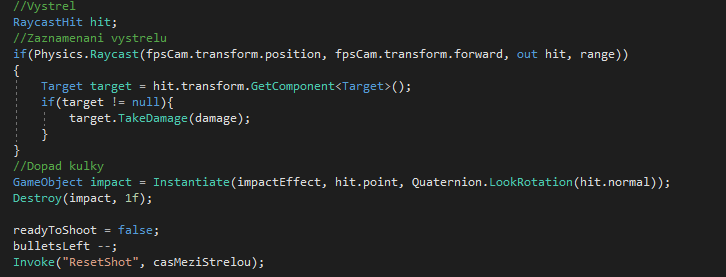 //Vystrel
RaycastHit hit;
//Zaznamenani vystrelu
if(Physics.Raycast(fpsCam.transform.position, fpsCam.transform.forward, out hit, range))
{
Target target = hit.transform.GetComponent<Target>();
if(target != null){
target.TakeDamage(damage);
}
}
//Dopad kulky
GameObject impact = Instantiate(impactEffect, hit.point, Quaternion.LookRotation(hit.normal));
Destroy(impact, 1f);
readyToShoot = false;
bulletsLeft --;
Invoke("ResetShot", casMeziStrelou);